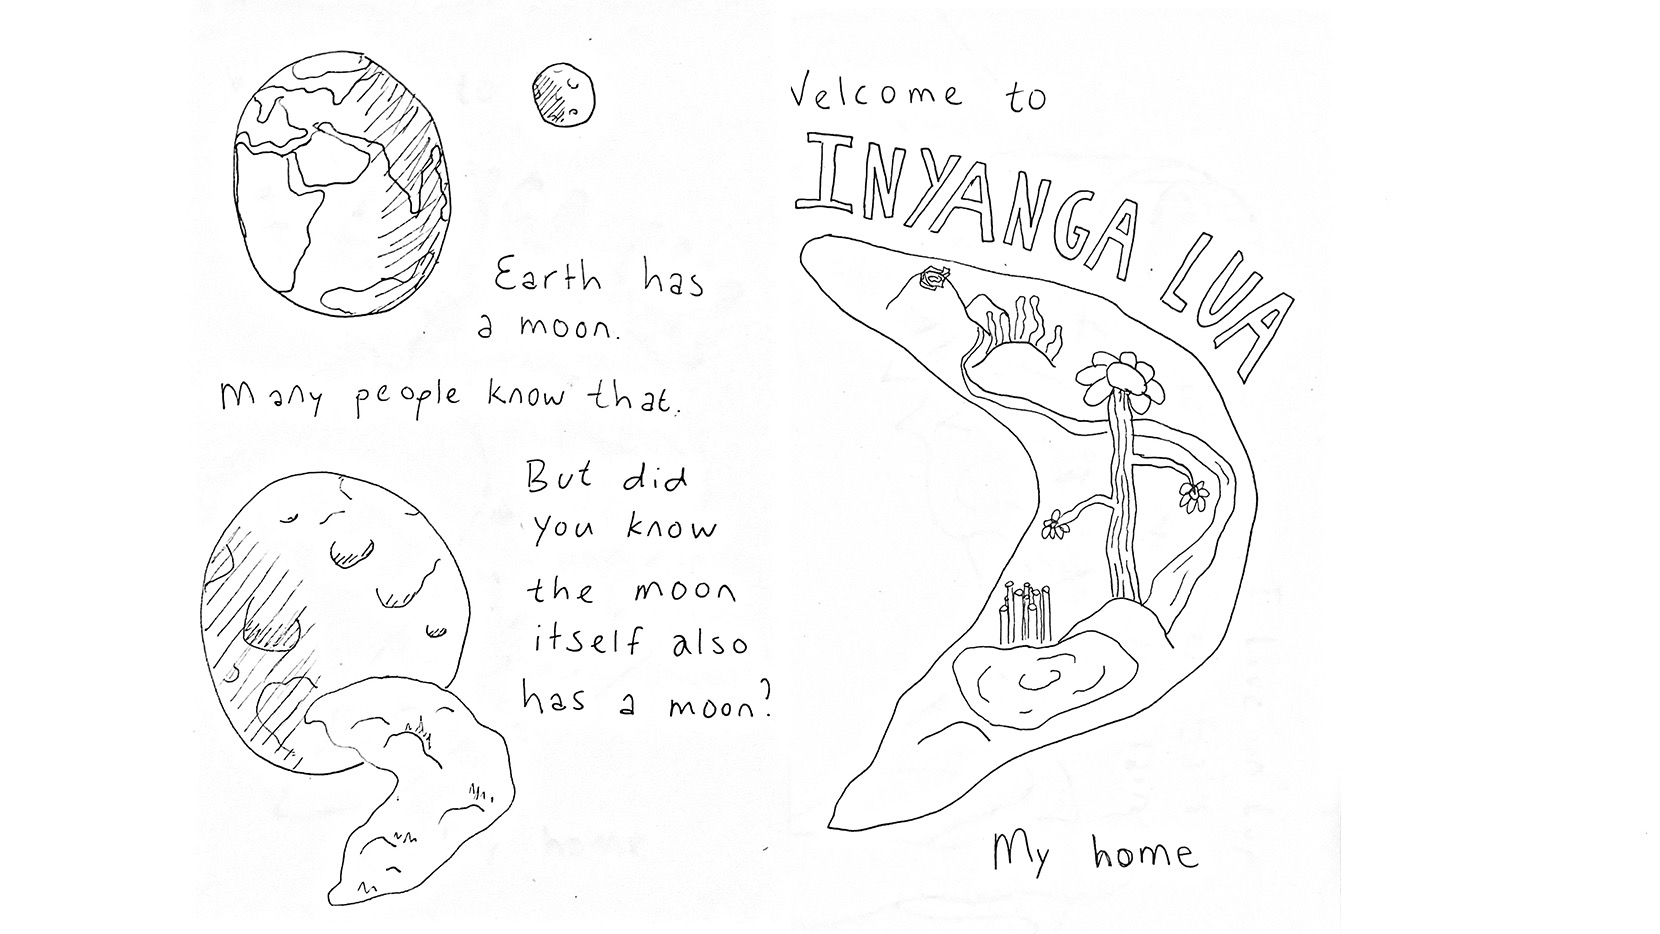 Earth has
a moon.
Many people know that.
But did
you know
the moon
itself also
has a moon?
Welcome to
INYANGA LUA
My home